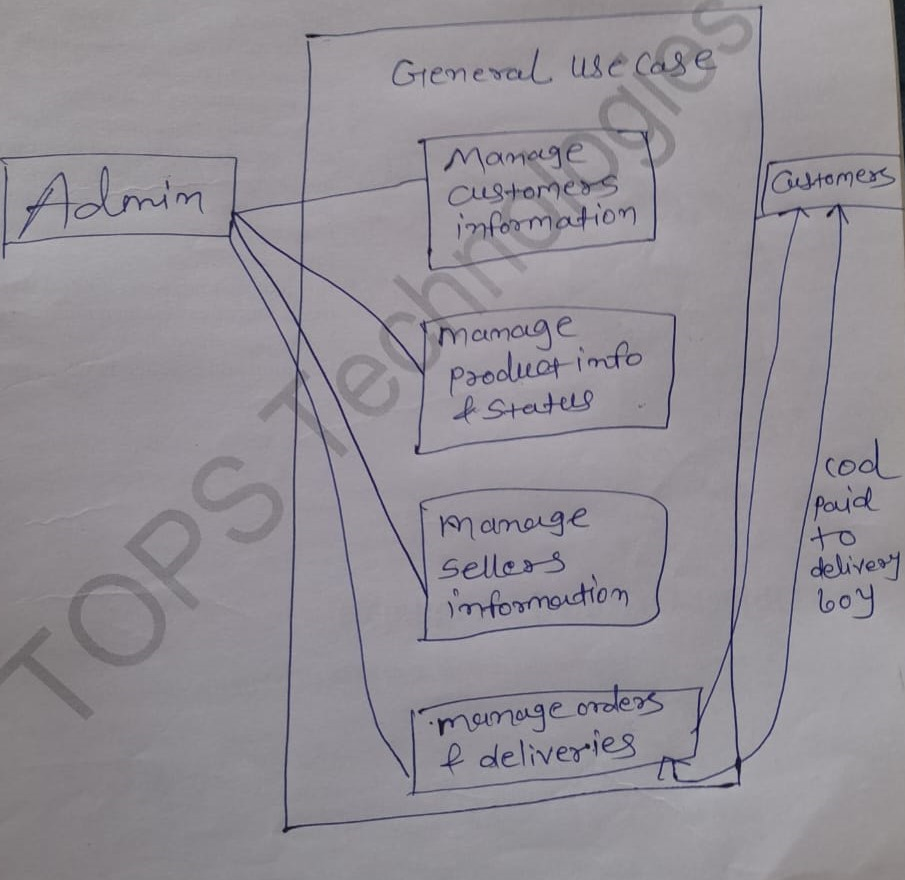 General use case
Admin
Manage
customers
information
Customers
manage
product info
& status
manage
sellers
information
cod
paid
to
delivery
boy
manage orders
& deliveries
TOPS Technologies